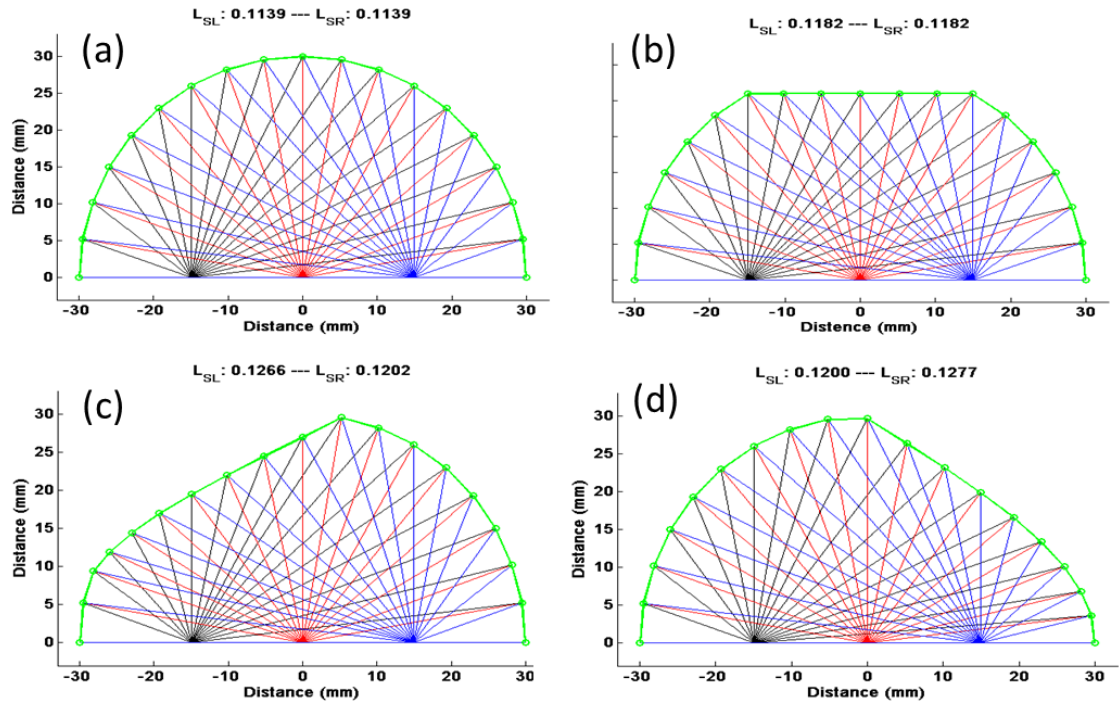 L_SL: 0.1139 --- L_SR: 0.1139
(a)
30
25
20
15
10
5
0
Distance (mm)
-30 -20 -10 0 10 20 30
Distance (mm)
L_SL: 0.1182 --- L_SR: 0.1182
(b)
-30 -20 -10 0 10 20 30
Distence (mm)
L_SL: 0.1266 --- L_SR: 0.1202
(c)
30
25
20
15
10
5
0
Distance (mm)
-30 -20 -10 0 10 20 30
Distance (mm)
L_SL: 0.1200 --- L_SR: 0.1277
(d)
30
25
20
15
10
5
0
Distance (mm)
-30 -20 -10 0 10 20 30
Distance (mm)